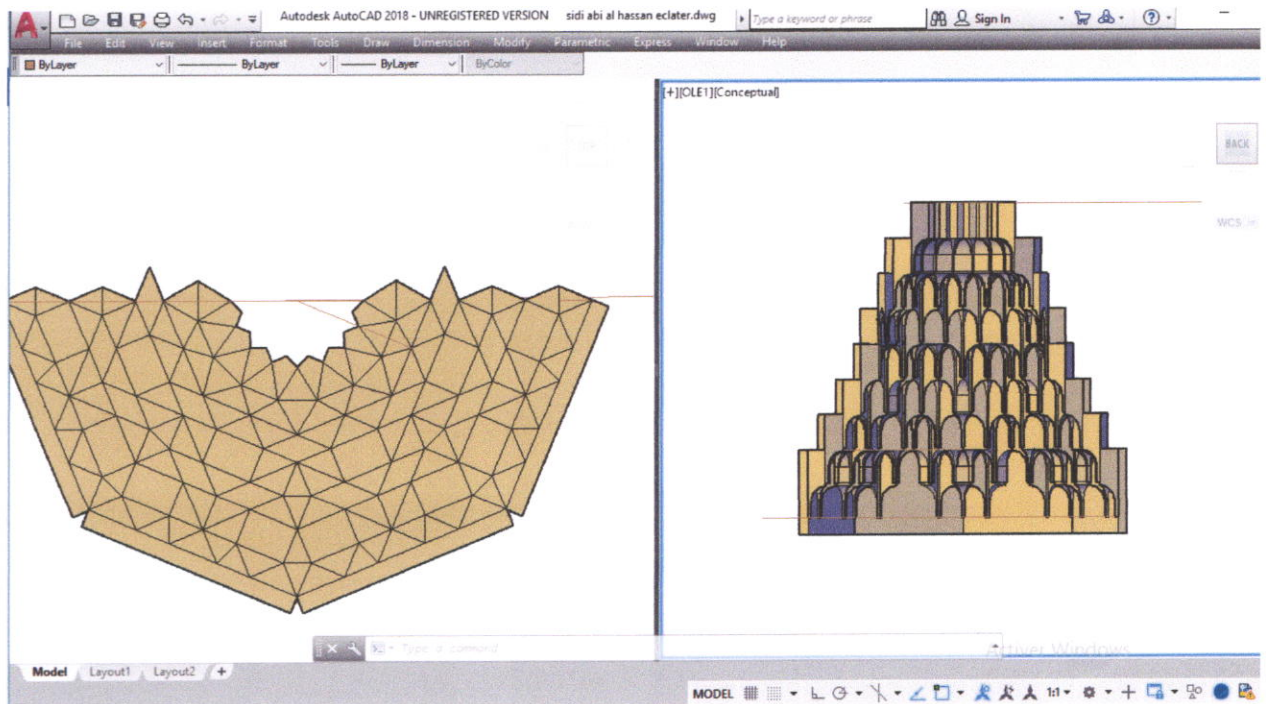 Autodesk AutoCAD 2018 - UNREGISTERED VERSION sidi abi al hassan eclater.dwg Type a keyword or phrase Sign In
File Edit View Insert Format Tools Draw Dimension Modify Parametric Express Window Help
ByLayer ByLayer ByLayer ByColor
[+][OLE1][Conceptual]
BACK
WCS
Type a command
Activer Windows
Model Layout1 Layout2 +
MODEL 1:1